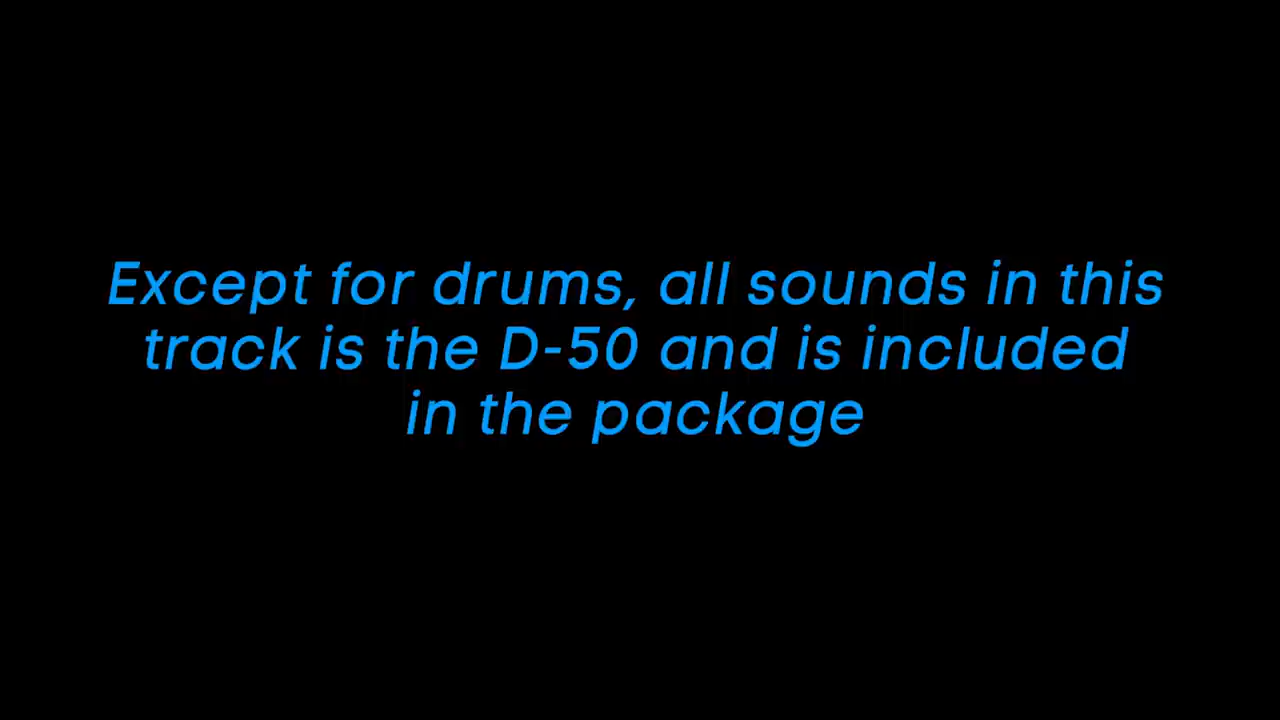 Except for drums, all sounds in this
track is the D-50 and is included
in the package